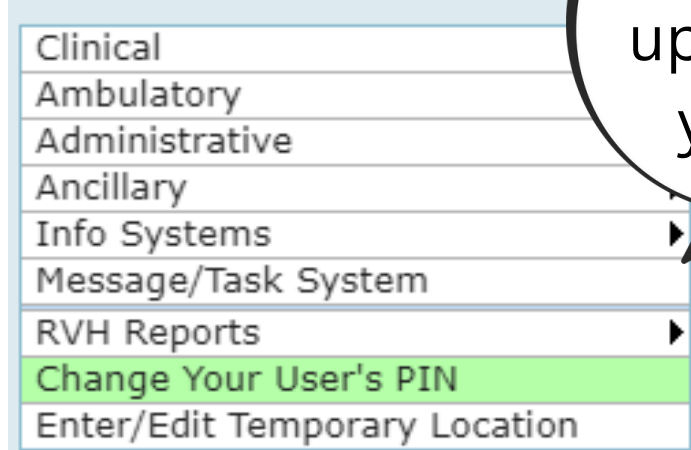 up
y
Clinical
Ambulatory
Administrative
Ancillary
Info Systems
Message/Task System
RVH Reports
Change Your User's PIN
Enter/Edit Temporary Location